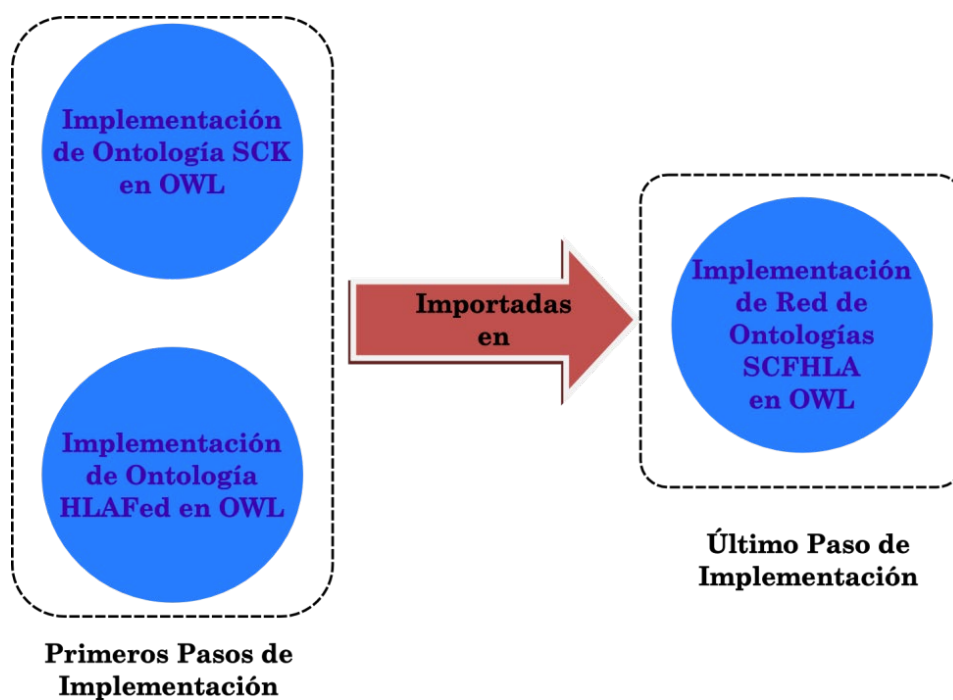 Implementación
de Ontología SCK
en OWL
Implementación
de Ontología
HLAFed en OWL
Primeros Pasos de
Implementación
Importadas
en
Implementación
de Red de
Ontologías
SCFHLA
en OWL
Último Paso de
Implementación